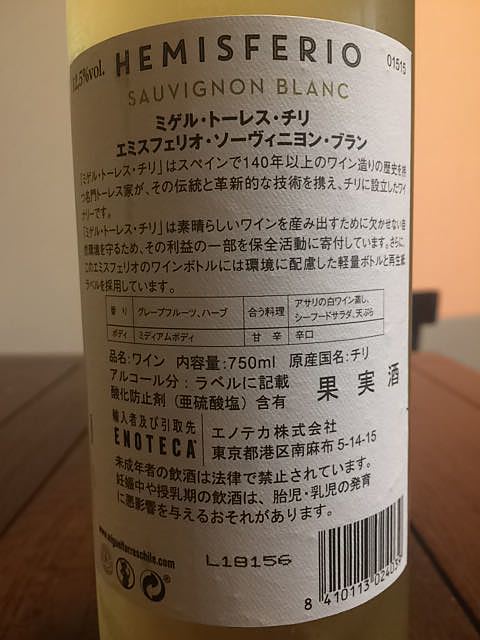 12.5%vol.
HEMISFERIO
01515
SAUVIGNON BLANC
ミゲル・トーレス・チリ
エミスフェリオ・ソーヴィニヨン・ブラン
「ミゲル・トーレス・チリ」はスペインで140年以上のワイン造りの歴史を持
つ名門トーレス家が、その伝統と革新的な技術を携え、チリに設立したワイ
ナリーです。
「ミゲル・トーレス・チリ」は素晴らしいワインを産み出すために欠かせない自
然環境を守るため、その利益の一部を保全活動に寄付しています。さらに、
このエミスフェリオのワインボトルには環境に配慮した軽量ボトルと再生紙
ラベルを採用しています。
香り グレープフルーツ、ハーブ 合う料理 アサリの白ワイン蒸し、シーフードサラダ、天ぷら
ボディ ミディアムボディ 甘辛 辛口
品名:ワイン 内容量:750ml 原産国名:チリ
アルコール分:ラベルに記載
酸化防止剤(亜硫酸塩)含有
果実酒
輸入者及び引取先
ENOTECA
エノテカ株式会社
東京都港区南麻布5-14-15
未成年者の飲酒は法律で禁止されています。
妊娠中や授乳期の飲酒は、胎児・乳児の発育
に悪影響を与えるおそれがあります。
www.migueltorreschile.com
L18156
8 410113 02403